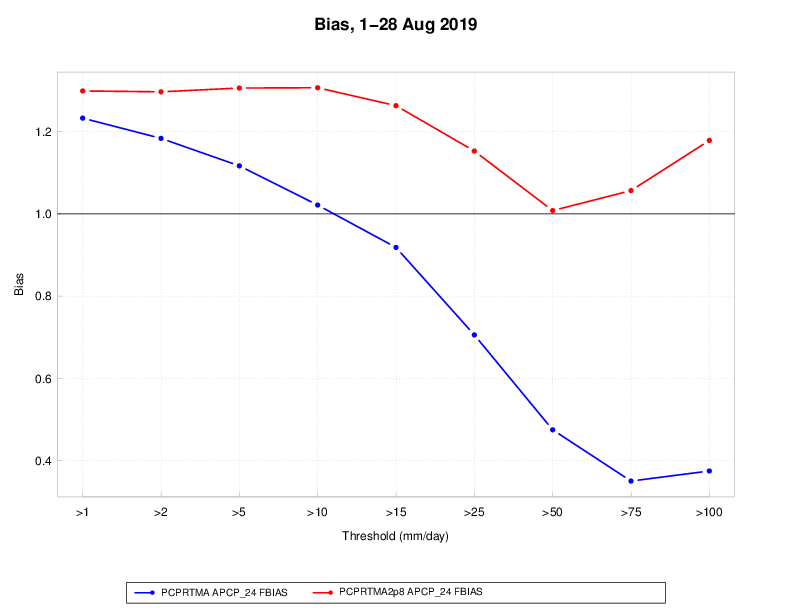 Bias, 1−28 Aug 2019
Bias
1.2
1.0
0.8
0.6
0.4
>1 >2 >5 >10 >15 >25 >50 >75 >100
Threshold (mm/day)
PCPRTMA APCP_24 FBIAS PCPRTMA2p8 APCP_24 FBIAS